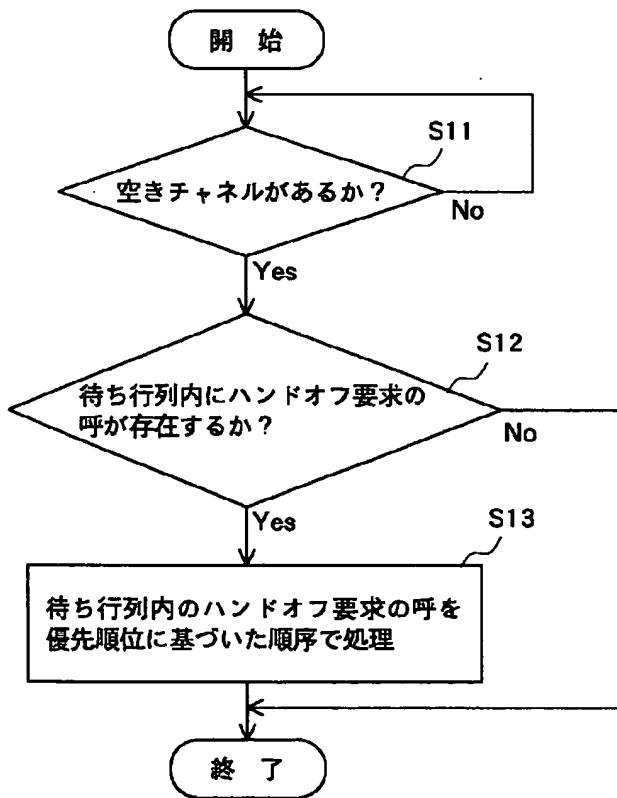 開 始
S11
空きチャネルがあるか？
No
Yes
S12
待ち行列内にハンドオフ要求の
呼が存在するか？
No
Yes
S13
待ち行列内のハンドオフ要求の呼を
優先順位に基づいた順序で処理
終 了